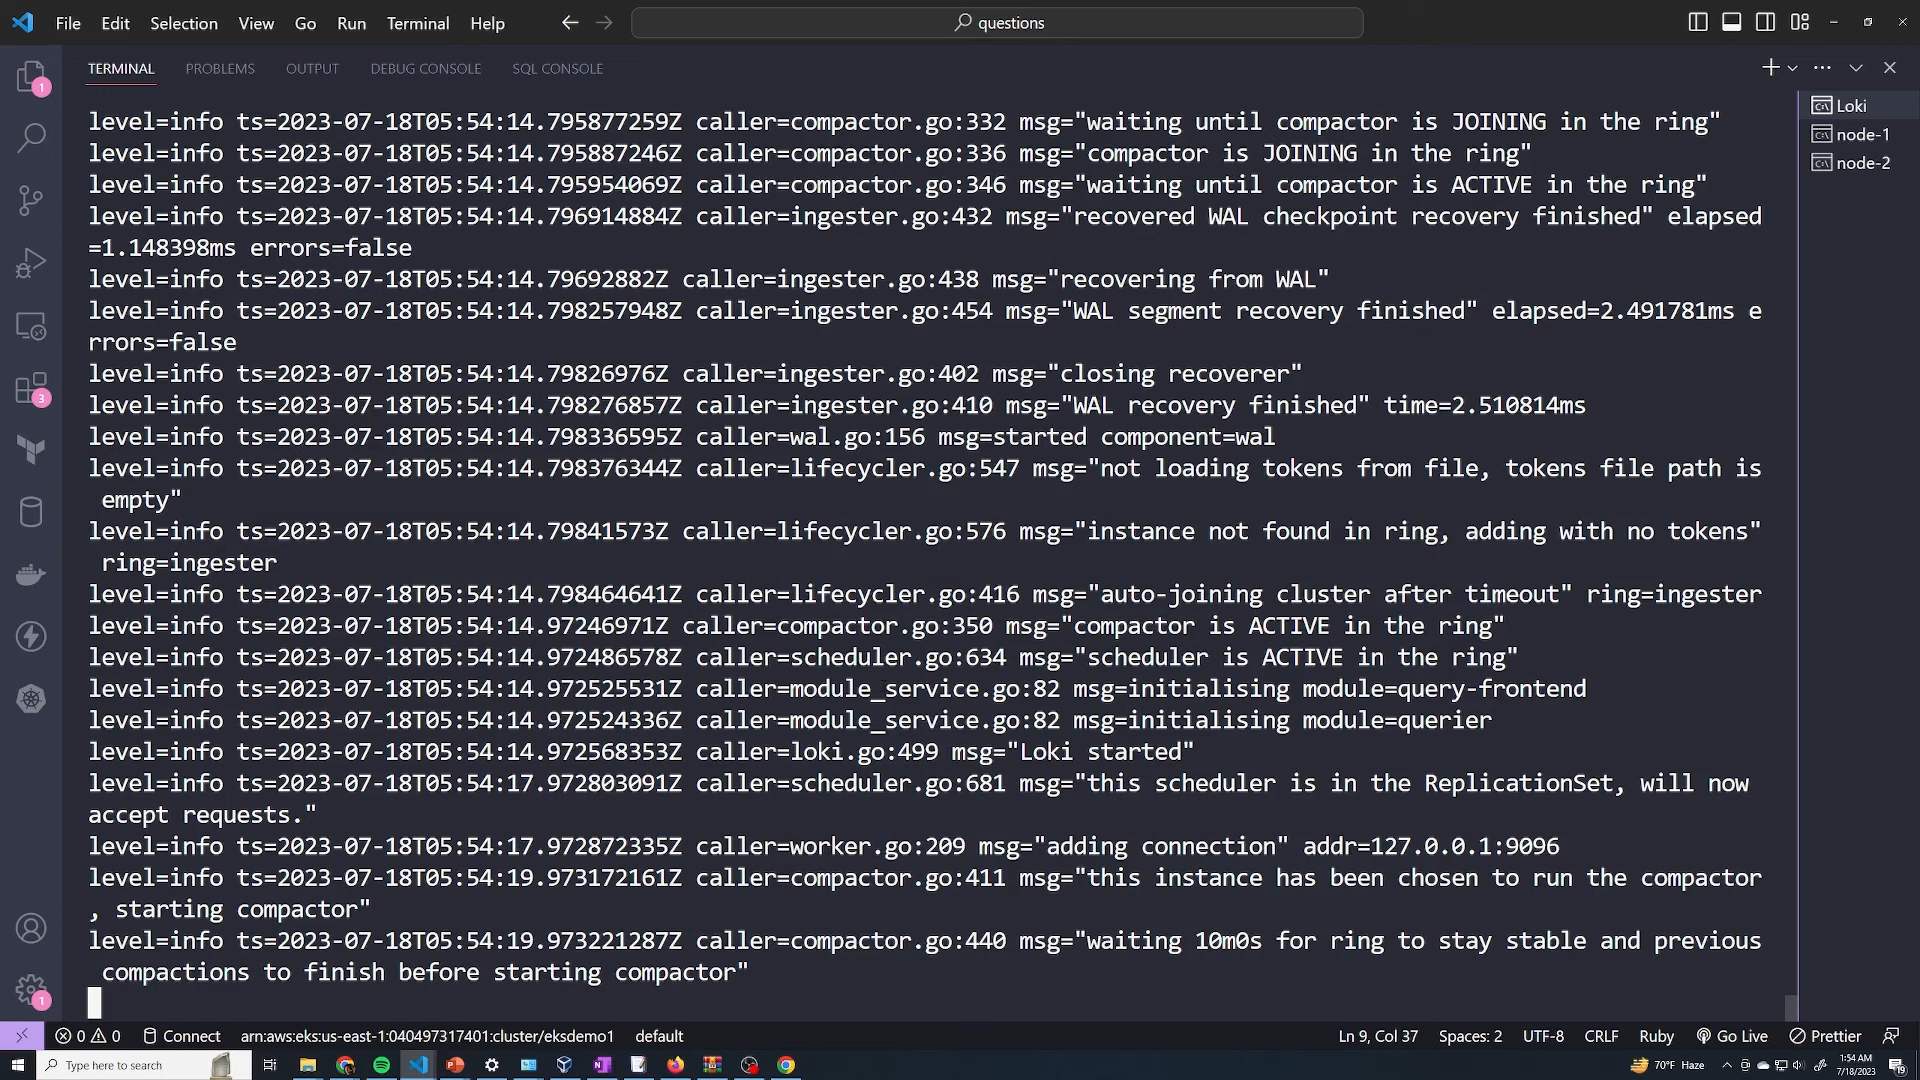 File Edit Selection View Go Run Terminal Help
questions
TERMINAL PROBLEMS OUTPUT DEBUG CONSOLE SQL CONSOLE
Loki
node-1
node-2
level=info ts=2023-07-18T05:54:14.795877259Z caller=compactor.go:332 msg="waiting until compactor is JOINING in the ring"
level=info ts=2023-07-18T05:54:14.795887246Z caller=compactor.go:336 msg="compactor is JOINING in the ring"
level=info ts=2023-07-18T05:54:14.795954069Z caller=compactor.go:346 msg="waiting until compactor is ACTIVE in the ring"
level=info ts=2023-07-18T05:54:14.796914884Z caller=ingester.go:432 msg="recovered WAL checkpoint recovery finished" elapsed
=1.148398ms errors=false
level=info ts=2023-07-18T05:54:14.79692882Z caller=ingester.go:438 msg="recovering from WAL"
level=info ts=2023-07-18T05:54:14.798257948Z caller=ingester.go:454 msg="WAL segment recovery finished" elapsed=2.491781ms e
rrors=false
level=info ts=2023-07-18T05:54:14.79826976Z caller=ingester.go:402 msg="closing recoverer"
level=info ts=2023-07-18T05:54:14.798276857Z caller=ingester.go:410 msg="WAL recovery finished" time=2.510814ms
level=info ts=2023-07-18T05:54:14.798336595Z caller=wal.go:156 msg=started component=wal
level=info ts=2023-07-18T05:54:14.798376344Z caller=lifecycler.go:547 msg="not loading tokens from file, tokens file path is
empty"
level=info ts=2023-07-18T05:54:14.79841573Z caller=lifecycler.go:576 msg="instance not found in ring, adding with no tokens"
ring=ingester
level=info ts=2023-07-18T05:54:14.798464641Z caller=lifecycler.go:416 msg="auto-joining cluster after timeout" ring=ingester
level=info ts=2023-07-18T05:54:14.97246971Z caller=compactor.go:350 msg="compactor is ACTIVE in the ring"
level=info ts=2023-07-18T05:54:14.972486578Z caller=scheduler.go:634 msg="scheduler is ACTIVE in the ring"
level=info ts=2023-07-18T05:54:14.972525531Z caller=module_service.go:82 msg=initialising module=query-frontend
level=info ts=2023-07-18T05:54:14.972524336Z caller=module_service.go:82 msg=initialising module=querier
level=info ts=2023-07-18T05:54:14.972568353Z caller=loki.go:499 msg="Loki started"
level=info ts=2023-07-18T05:54:17.972803091Z caller=scheduler.go:681 msg="this scheduler is in the ReplicationSet, will now
accept requests."
level=info ts=2023-07-18T05:54:17.972872335Z caller=worker.go:209 msg="adding connection" addr=127.0.0.1:9096
level=info ts=2023-07-18T05:54:19.973172161Z caller=compactor.go:411 msg="this instance has been chosen to run the compactor
, starting compactor"
level=info ts=2023-07-18T05:54:19.973221287Z caller=compactor.go:440 msg="waiting 10m0s for ring to stay stable and previous
compactions to finish before starting compactor"
1
3
1
0 0 Connect arn:aws:eks:us-east-1:040497317401:cluster/eksdemo1 default Ln 9, Col 37 Spaces: 2 UTF-8 CRLF Ruby Go Live Prettier
Type here to search 70°F Haze 1:54 AM
7/18/2023
19